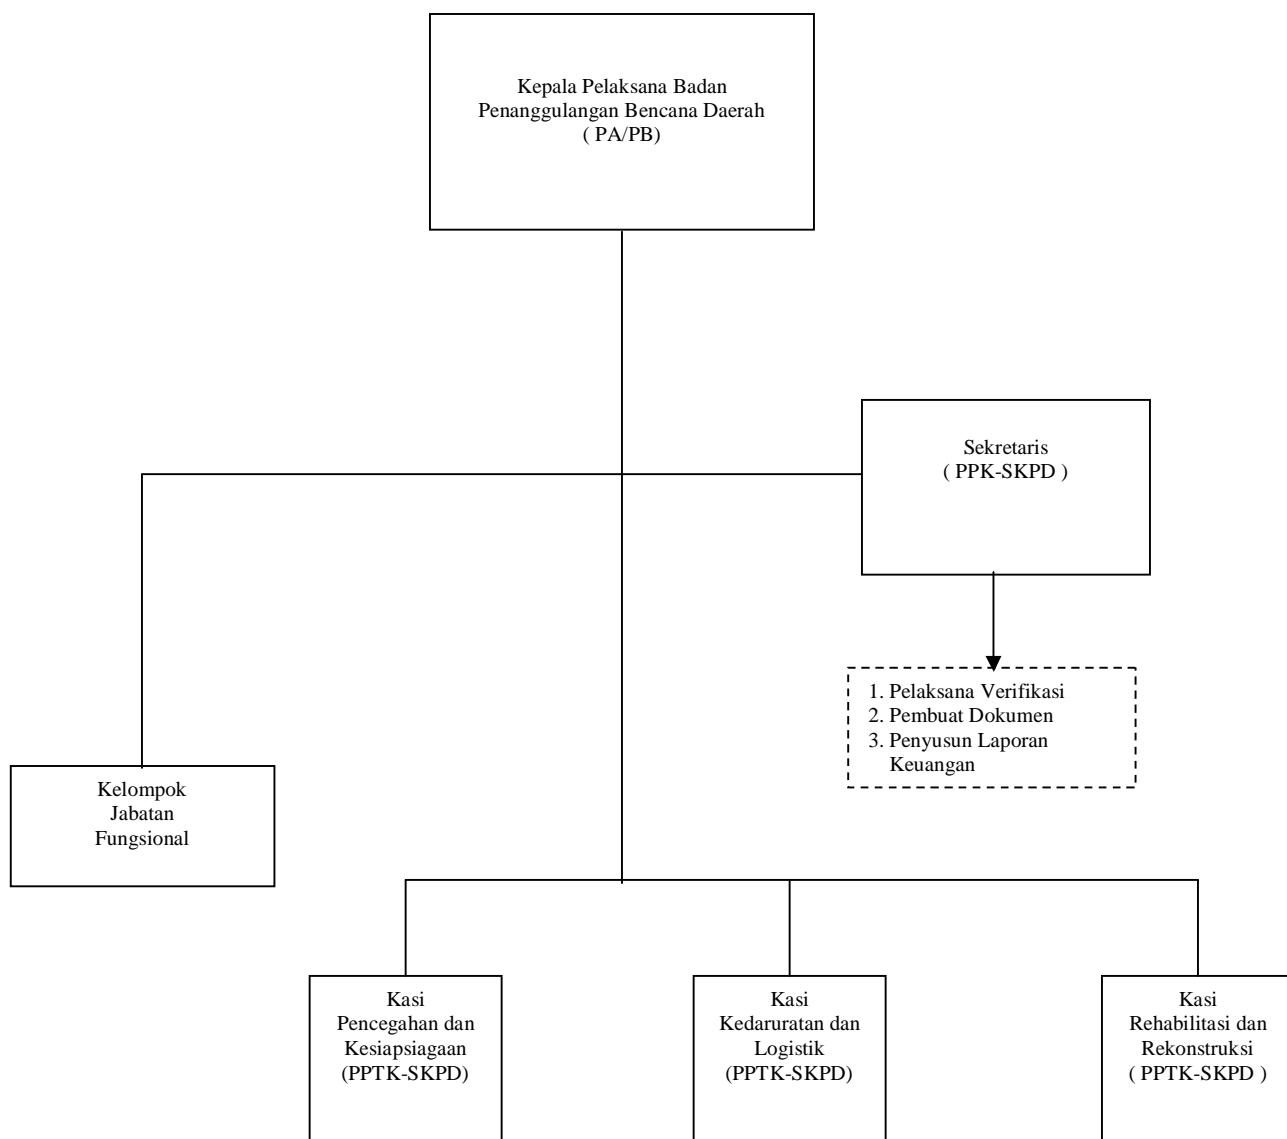 Kepala Pelaksana Badan
Penanggulangan Bencana Daerah
( PA/PB)
Sekretaris
( PPK-SKPD )
1. Pelaksana Verifikasi
2. Pembuat Dokumen
3. Penyusun Laporan
Keuangan
Kelompok
Jabatan
Fungsional
Kasi
Pencegahan dan
Kesiapsiagaan
(PPTK-SKPD)
Kasi
Kedaruratan dan
Logistik
(PPTK-SKPD)
Kasi
Rehabilitasi dan
Rekonstruksi
( PPTK-SKPD )